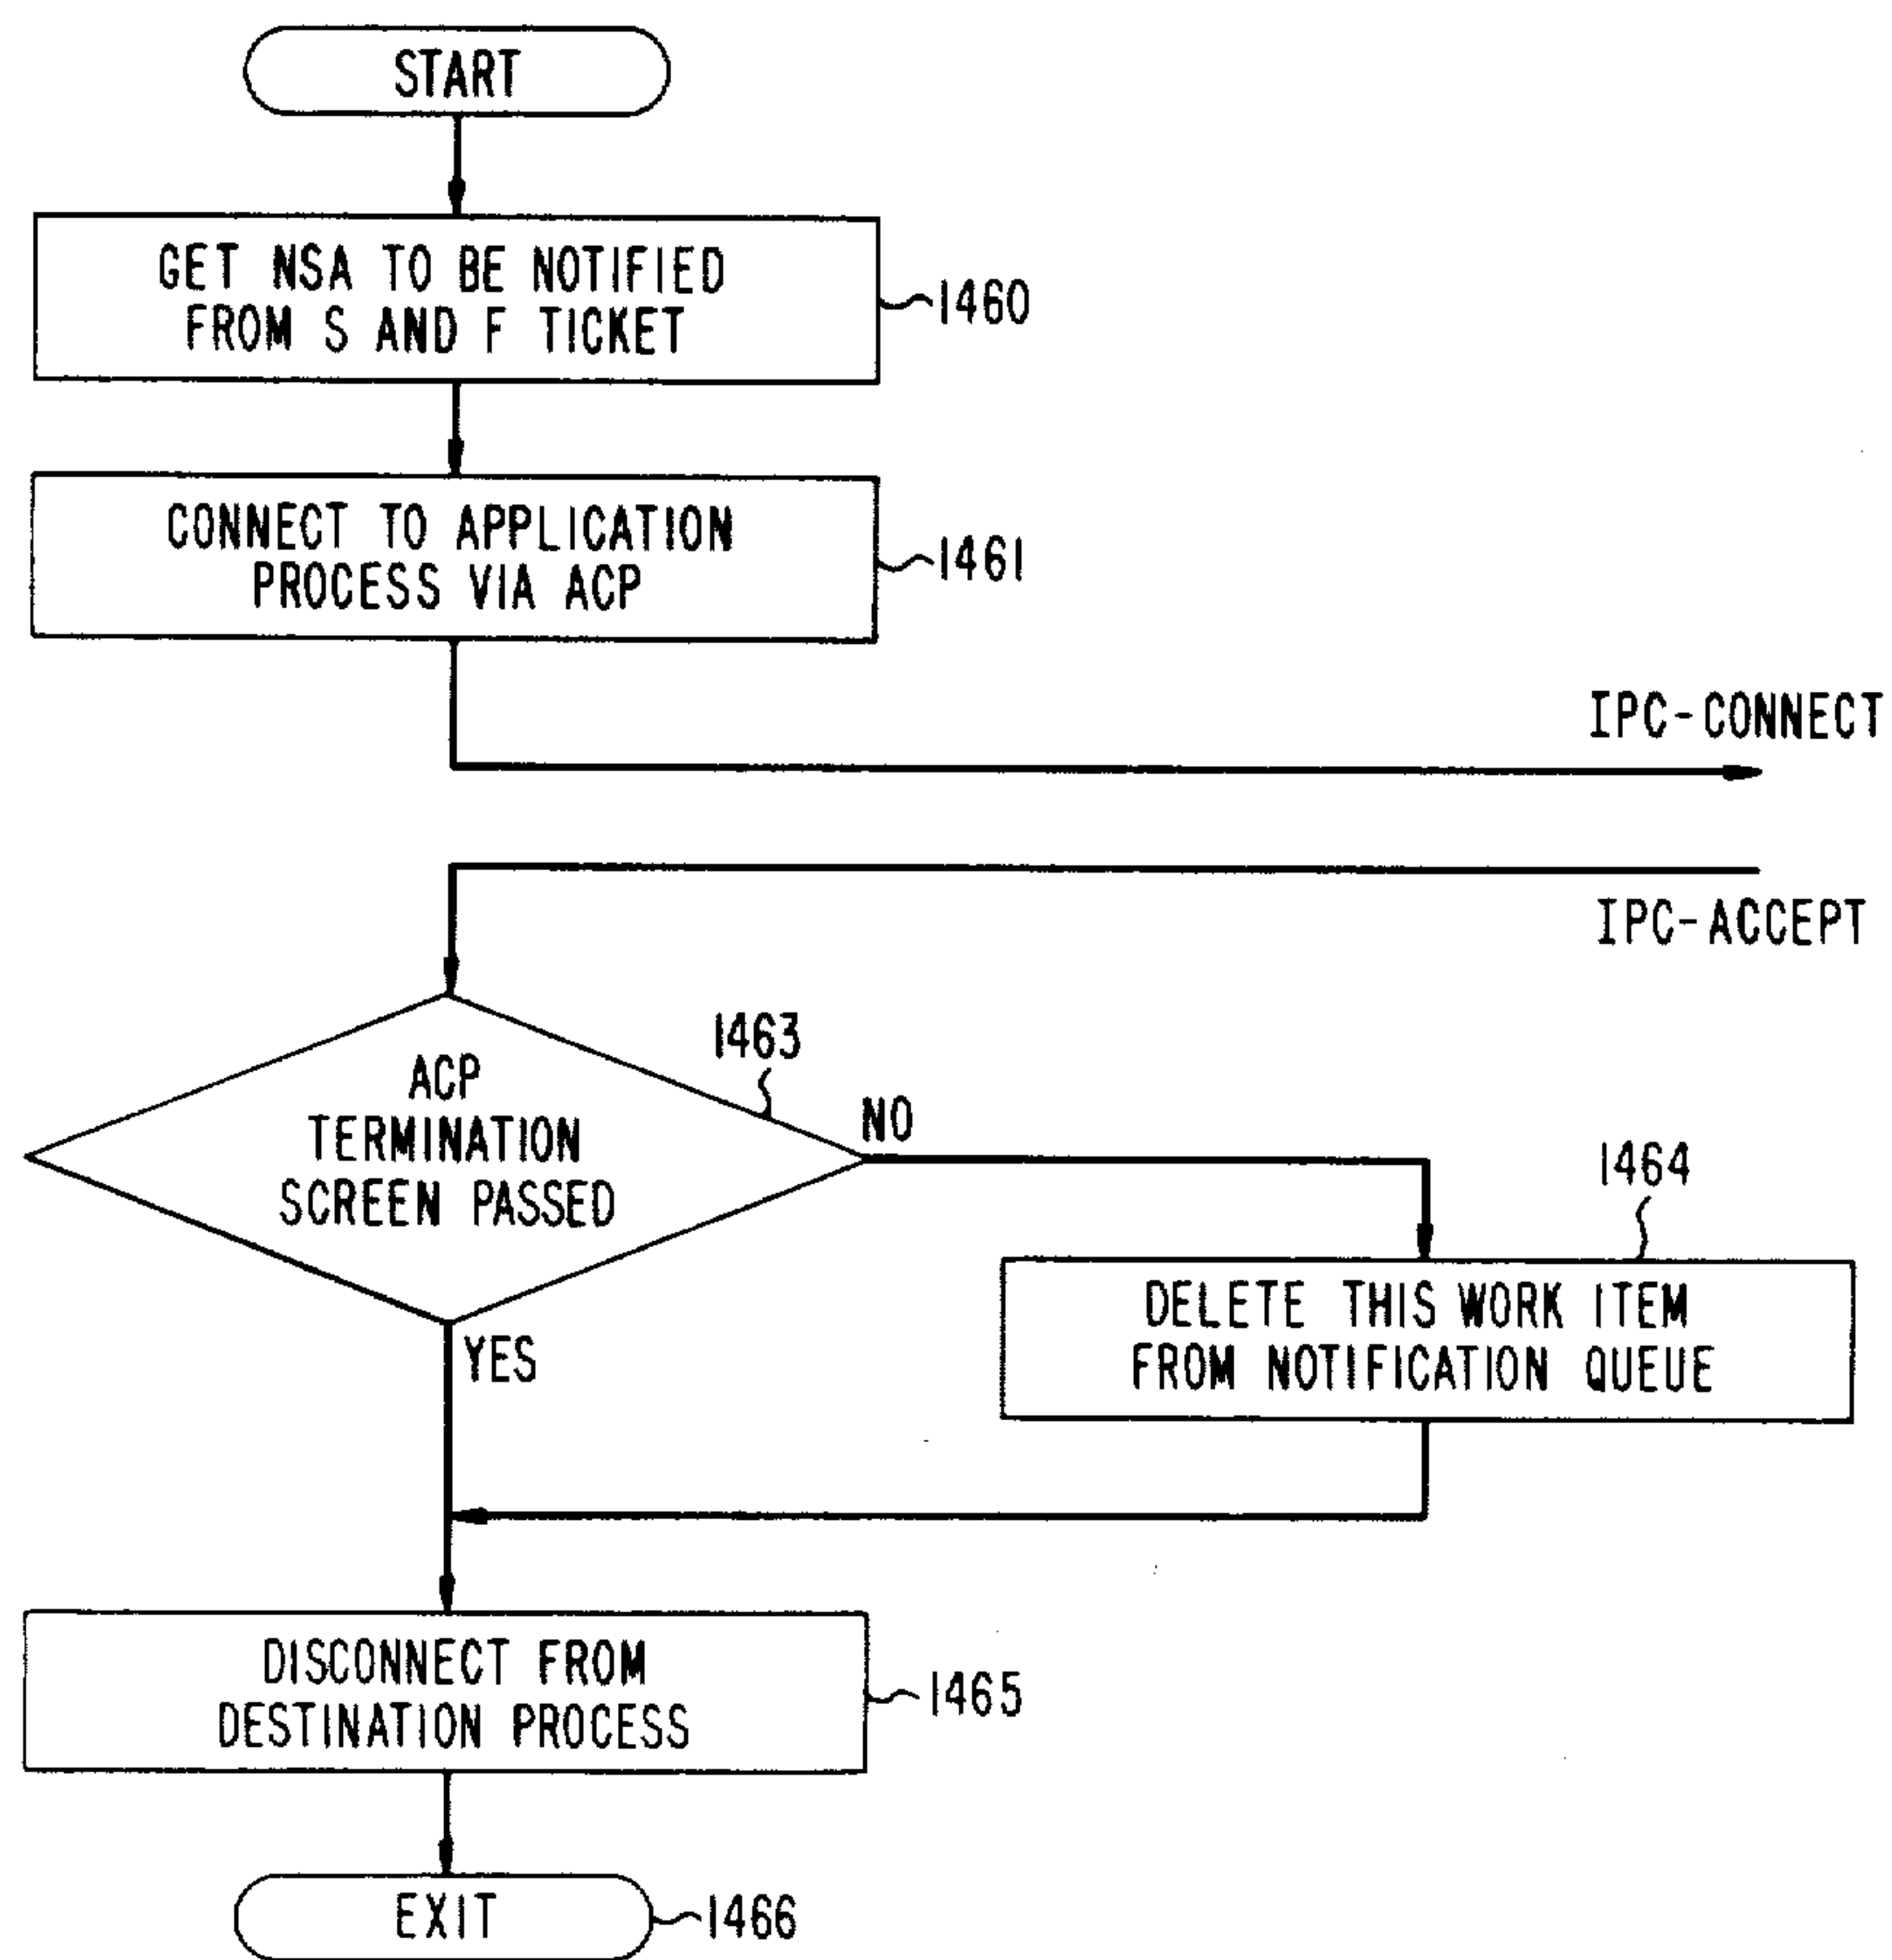 START
GET NSA TO BE NOTIFIED
FROM S AND F TICKET
1460
CONNECT TO APPLICATION
PROCESS VIA ACP
1461
IPC-CONNECT
IPC-ACCEPT
ACP
TERMINATION
SCREEN PASSED
1463
NO
YES
1464
DELETE THIS WORK ITEM
FROM NOTIFICATION QUEUE
DISCONNECT FROM
DESTINATION PROCESS
1465
EXIT
1466